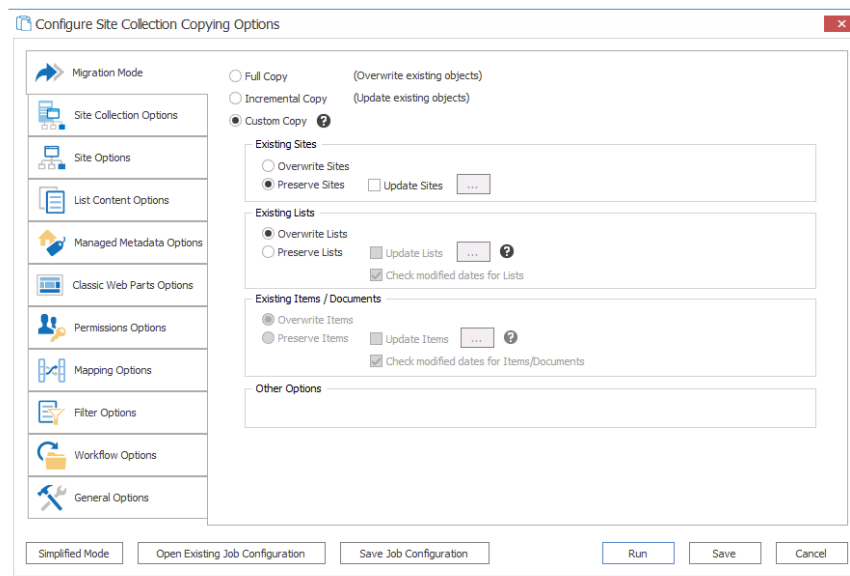 Configure Site Collection Copying Options
Migration Mode
Site Collection Options
Site Options
List Content Options
Managed Metadata Options
Classic Web Parts Options
Permissions Options
Mapping Options
Filter Options
Workflow Options
General Options
Full Copy (Overwrite existing objects)
Incremental Copy (Update existing objects)
Custom Copy ?
Existing Sites
Overwrite Sites
Preserve Sites Update Sites ...
Existing Lists
Overwrite Lists
Preserve Lists Update Lists ... ?
Check modified dates for Lists
Existing Items / Documents
Overwrite Items
Preserve Items Update Items ... ?
Check modified dates for Items/Documents
Other Options
Simplified Mode Open Existing Job Configuration Save Job Configuration Run Save Cancel